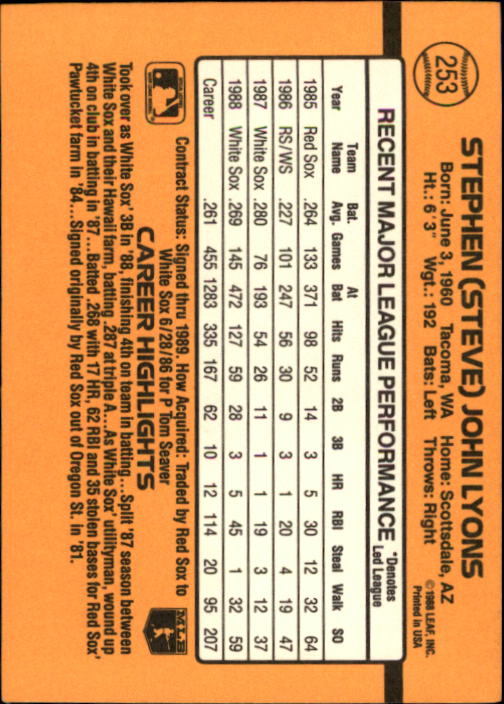 253
STEPHEN (STEVE) JOHN LYONS
Born: June 3, 1960 Tacoma, WA Home: Scottsdale, AZ
Ht.: 6' 3" Wgt.: 192 Bats: Left Throws: Right
©1988 LEAF, INC.
Printed in USA
RECENT MAJOR LEAGUE PERFORMANCE *Denotes Led League
Year Team Name Bat. Avg. Games At Bat Hits Runs 2B 3B HR RBI Steal Walk SO
1985 Red Sox .264 133 371 98 52 14 3 5 30 12 32 64
1986 RS/WS .227 101 247 56 30 9 3 1 20 4 19 47
1987 White Sox .280 76 193 54 26 11 1 1 19 3 12 37
1988 White Sox .269 145 472 127 59 28 3 5 45 1 32 59
Career .261 455 1283 335 167 62 10 12 114 20 95 207
Contract Status: Signed thru 1989. How Acquired: Traded by Red Sox to
White Sox 6/28/86 for P Tom Seaver
MLB
CAREER HIGHLIGHTS
Took over as White Sox' 3B in '88, finishing 4th on team in batting...Split '87 season between
White Sox and their Hawaii farm, batting .287 at triple A....As White Sox' utilityman, wound up
4th on club in batting in '87...Batted .268 with 17 HR, 62 RBI and 35 stolen bases for Red Sox'
Pawtucket farm in '84...Signed originally by Red Sox out of Oregon St. in '81.